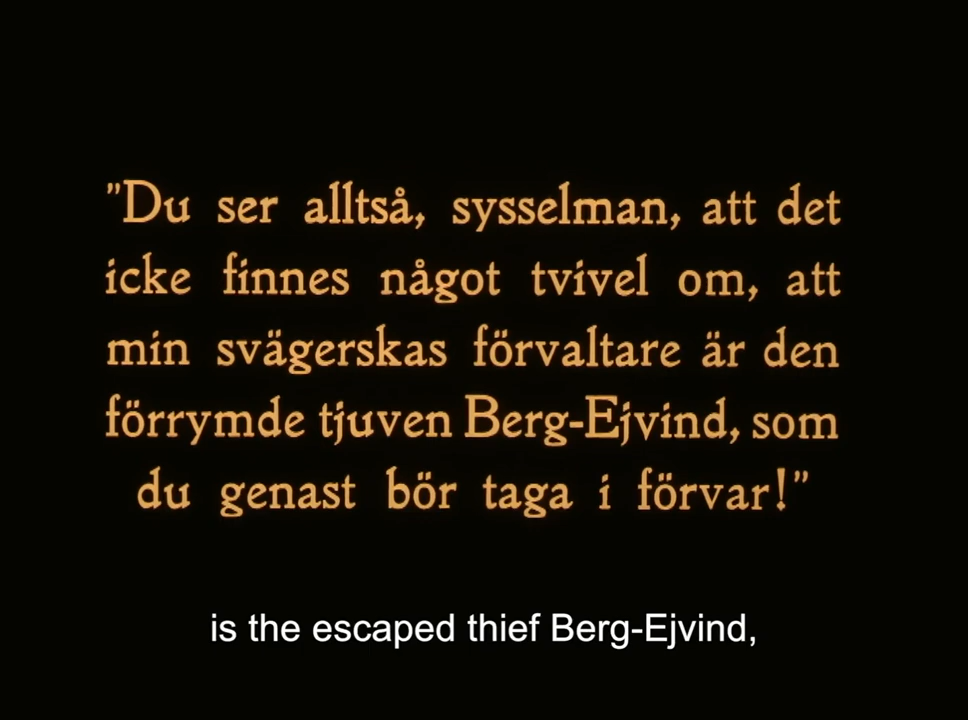 "Du ser alltså, sysselman, att det
icke finnes något tvivel om, att
min svägerskas förvaltare är den
förrymde tjuven Berg-Ejvind, som
du genast bör taga i förvar!"
is the escaped thief Berg-Ejvind,